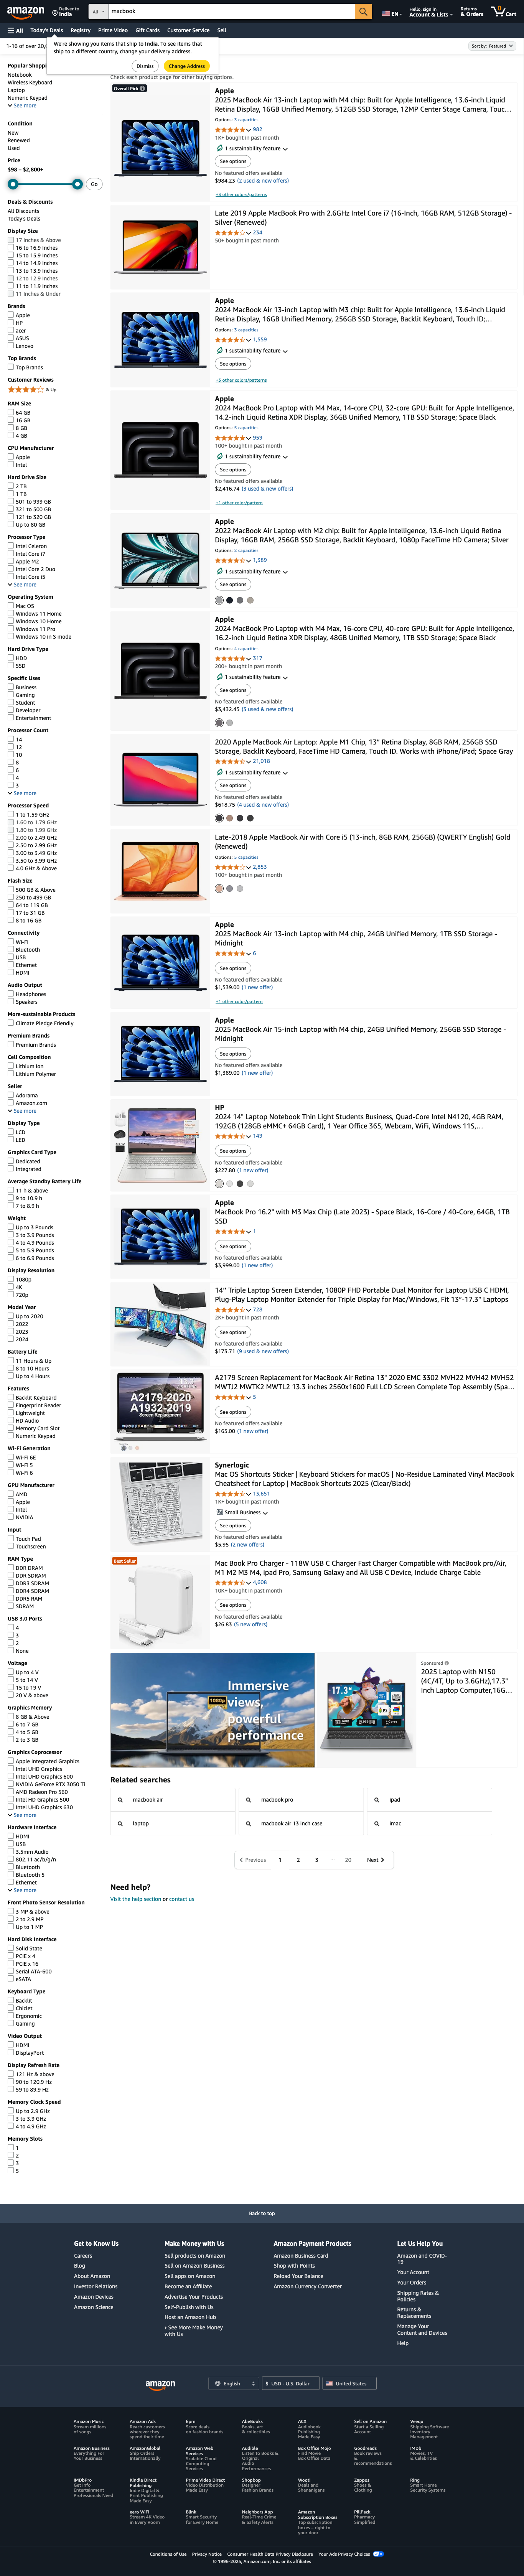 amazon
Deliver to
India
All
macbook
EN
Hello, sign in
Account & Lists
Returns
& Orders
0
Cart
All
Today's Deals
Registry
Prime Video
Gift Cards
Customer Service
Sell
We're showing you items that ship to India. To see items that
ship to a different country, change your delivery address.
Dismiss
Change Address
Sort by: Featured
Check each product page for other buying options.
Notebook
Wireless Keyboard
Laptop
Numeric Keypad
See more
Condition
New
Renewed
Used
Price
$98 – $2,800+
Go
Deals & Discounts
All Discounts
Today's Deals
Display Size
17 Inches & Above
16 to 16.9 Inches
15 to 15.9 Inches
14 to 14.9 Inches
13 to 13.9 Inches
12 to 12.9 Inches
11 to 11.9 Inches
11 Inches & Under
Brands
Apple
HP
acer
ASUS
Lenovo
Top Brands
Top Brands
Customer Reviews
& Up
RAM Size
64 GB
16 GB
8 GB
4 GB
CPU Manufacturer
Apple
Intel
Hard Drive Size
2 TB
1 TB
501 to 999 GB
321 to 500 GB
121 to 320 GB
Up to 80 GB
Processor Type
Intel Celeron
Intel Core i7
Apple M2
Intel Core 2 Duo
Intel Core i5
See more
Operating System
Mac OS
Windows 11 Home
Windows 10 Home
Windows 11 Pro
Windows 10 in S mode
Hard Drive Type
HDD
SSD
Specific Uses
Business
Gaming
Student
Developer
Entertainment
Processor Count
14
12
10
8
6
4
3
See more
Processor Speed
1 to 1.59 GHz
1.60 to 1.79 GHz
1.80 to 1.99 GHz
2.00 to 2.49 GHz
2.50 to 2.99 GHz
3.00 to 3.49 GHz
3.50 to 3.99 GHz
4.0 GHz & Above
Flash Size
500 GB & Above
250 to 499 GB
64 to 119 GB
17 to 31 GB
8 to 16 GB
Connectivity
Wi-Fi
Bluetooth
USB
Ethernet
HDMI
Audio Output
Headphones
Speakers
More-sustainable Products
Climate Pledge Friendly
Premium Brands
Premium Brands
Cell Composition
Lithium Ion
Lithium Polymer
Seller
Adorama
Amazon.com
See more
Display Type
LCD
LED
Graphics Card Type
Dedicated
Integrated
Average Standby Battery Life
11 h & above
9 to 10.9 h
7 to 8.9 h
Weight
Up to 3 Pounds
3 to 3.9 Pounds
4 to 4.9 Pounds
5 to 5.9 Pounds
6 to 6.9 Pounds
Display Resolution
1080p
4K
720p
Model Year
Up to 2020
2022
2023
2024
Battery Life
11 Hours & Up
8 to 10 Hours
Up to 4 Hours
Features
Backlit Keyboard
Fingerprint Reader
Lightweight
HD Audio
Memory Card Slot
Numeric Keypad
Wi-Fi Generation
Wi-Fi 6E
Wi-Fi 5
Wi-Fi 6
GPU Manufacturer
AMD
Apple
Intel
NVIDIA
Input
Touch Pad
Touchscreen
RAM Type
DDR DRAM
DDR SDRAM
DDR3 SDRAM
DDR4 SDRAM
DDR5 RAM
SDRAM
USB 3.0 Ports
4
3
2
None
Voltage
Up to 4 V
5 to 14 V
15 to 19 V
20 V & above
Graphics Memory
8 GB & Above
6 to 7 GB
4 to 5 GB
2 to 3 GB
Graphics Coprocessor
Apple Integrated Graphics
Intel UHD Graphics
Intel UHD Graphics 600
NVIDIA GeForce RTX 3050 Ti
AMD Radeon Pro 560
Intel HD Graphics 500
Intel UHD Graphics 630
See more
Hardware Interface
HDMI
USB
3.5mm Audio
802.11 ac/b/g/n
Bluetooth
Bluetooth 5
Ethernet
See more
Front Photo Sensor Resolution
3 MP & above
2 to 2.9 MP
Up to 1 MP
Hard Disk Interface
Solid State
PCIE x 4
PCIE x 16
Serial ATA-600
eSATA
Keyboard Type
Backlit
Chiclet
Ergonomic
Gaming
Video Output
HDMI
DisplayPort
Display Refresh Rate
121 Hz & above
90 to 120.9 Hz
59 to 89.9 Hz
Memory Clock Speed
Up to 2.9 GHz
3 to 3.9 GHz
4 to 4.9 GHz
Memory Slots
1
2
3
5
Overall Pick
Apple
2025 MacBook Air 13-inch Laptop with M4 chip: Built for Apple Intelligence, 13.6-inch Liquid
Retina Display, 16GB Unified Memory, 512GB SSD Storage, 12MP Center Stage Camera, Touc...
Options: 3 capacities
982
1K+ bought in past month
1 sustainability feature
See options
No featured offers available
$984.23 (2 used & new offers)
+3 other colors/patterns
Late 2019 Apple MacBook Pro with 2.6GHz Intel Core i7 (16-Inch, 16GB RAM, 512GB Storage) -
Silver (Renewed)
234
50+ bought in past month
Apple
2024 MacBook Air 13-inch Laptop with M3 chip: Built for Apple Intelligence, 13.6-inch Liquid
Retina Display, 16GB Unified Memory, 256GB SSD Storage, Backlit Keyboard, Touch ID;...
Options: 3 capacities
1,559
1 sustainability feature
See options
+3 other colors/patterns
Apple
2024 MacBook Pro Laptop with M4 Max, 14-core CPU, 32-core GPU: Built for Apple Intelligence,
14.2-inch Liquid Retina XDR Display, 36GB Unified Memory, 1TB SSD Storage; Space Black
Options: 5 capacities
959
100+ bought in past month
1 sustainability feature
See options
No featured offers available
$2,416.74 (3 used & new offers)
+1 other color/pattern
Apple
2022 MacBook Air Laptop with M2 chip: Built for Apple Intelligence, 13.6-inch Liquid Retina
Display, 16GB RAM, 256GB SSD Storage, Backlit Keyboard, 1080p FaceTime HD Camera; Silver
Options: 2 capacities
1,389
1 sustainability feature
See options
Apple
2024 MacBook Pro Laptop with M4 Max, 16-core CPU, 40-core GPU: Built for Apple Intelligence,
16.2-inch Liquid Retina XDR Display, 48GB Unified Memory, 1TB SSD Storage; Space Black
Options: 4 capacities
317
200+ bought in past month
1 sustainability feature
See options
No featured offers available
$3,432.45 (3 used & new offers)
2020 Apple MacBook Air Laptop: Apple M1 Chip, 13" Retina Display, 8GB RAM, 256GB SSD
Storage, Backlit Keyboard, FaceTime HD Camera, Touch ID. Works with iPhone/iPad; Space Gray
21,018
1 sustainability feature
See options
No featured offers available
$618.75 (4 used & new offers)
Late-2018 Apple MacBook Air with Core i5 (13-inch, 8GB RAM, 256GB) (QWERTY English) Gold
(Renewed)
Options: 5 capacities
2,853
100+ bought in past month
Apple
2025 MacBook Air 13-inch Laptop with M4 chip, 24GB Unified Memory, 1TB SSD Storage -
Midnight
6
See options
No featured offers available
$1,539.00 (1 new offer)
+1 other color/pattern
Apple
2025 MacBook Air 15-inch Laptop with M4 chip, 24GB Unified Memory, 256GB SSD Storage -
Midnight
See options
No featured offers available
$1,389.00 (1 new offer)
HP
2024 14" Laptop Notebook Thin Light Students Business, Quad-Core Intel N4120, 4GB RAM,
192GB (128GB eMMC+ 64GB Card), 1 Year Office 365, Webcam, WiFi, Windows 11S,...
149
See options
No featured offers available
$227.80 (1 new offer)
Apple
MacBook Pro 16.2" with M3 Max Chip (Late 2023) - Space Black, 16-Core / 40-Core, 64GB, 1TB
SSD
1
See options
No featured offers available
$3,999.00 (1 new offer)
14'' Triple Laptop Screen Extender, 1080P FHD Portable Dual Monitor for Laptop USB C HDMI,
Plug-Play Laptop Monitor Extender for Triple Display for Mac/Windows, Fit 13"-17.3" Laptops
728
2K+ bought in past month
See options
No featured offers available
$173.71 (9 used & new offers)
A2179-A2019
A1932-2018
Screen Replacement
A2179 Screen Replacement for MacBook Air Retina 13" 2020 EMC 3302 MVH22 MVH42 MVH52
MWTJ2 MWTK2 MWTL2 13.3 inches 2560x1600 Full LCD Screen Complete Top Assembly (Spa...
5
See options
No featured offers available
$165.00 (1 new offer)
Synerlogic
Mac OS Shortcuts Sticker | Keyboard Stickers for macOS | No-Residue Laminated Vinyl MacBook
Cheatsheet for Laptop | MacBook Shortcuts 2025 (Clear/Black)
13,651
1K+ bought in past month
Small Business
See options
No featured offers available
$5.95 (2 new offers)
Best Seller
Mac Book Pro Charger - 118W USB C Charger Fast Charger Compatible with MacBook pro/Air,
M1 M2 M3 M4, ipad Pro, Samsung Galaxy and All USB C Device, Include Charge Cable
4,608
10K+ bought in past month
See options
No featured offers available
$26.83 (5 new offers)
1080p
Immersive
views,
powerful
performance
17.3"
Sponsored
2025 Laptop with N150
(4C/4T, Up to 3.6GHz),17.3"
Inch Laptop Computer,16G...
Related searches
macbook air
macbook pro
ipad
laptop
macbook air 13 inch case
imac
Previous
1
2
3
20
Next
Need help?
Visit the help section or contact us
Back to top
Get to Know Us
Careers
Blog
About Amazon
Investor Relations
Amazon Devices
Amazon Science
Make Money with Us
Sell products on Amazon
Sell on Amazon Business
Sell apps on Amazon
Become an Affiliate
Advertise Your Products
Self-Publish with Us
Host an Amazon Hub
› See More Make Money
with Us
Amazon Payment Products
Amazon Business Card
Shop with Points
Reload Your Balance
Amazon Currency Converter
Let Us Help You
Amazon and COVID-
19
Your Account
Your Orders
Shipping Rates &
Policies
Returns &
Replacements
Manage Your
Content and Devices
Help
amazon
English
$ USD - U.S. Dollar
United States
Amazon Music
Stream millions
of songs
Amazon Ads
Reach customers
wherever they
spend their time
6pm
Score deals
on fashion brands
AbeBooks
Books, art
& collectibles
ACX
Audiobook
Publishing
Made Easy
Sell on Amazon
Start a Selling
Account
Veeqo
Shipping Software
Inventory
Management
Amazon Business
Everything For
Your Business
AmazonGlobal
Ship Orders
Internationally
Amazon Web
Services
Scalable Cloud
Computing
Services
Audible
Listen to Books &
Original
Audio
Performances
Box Office Mojo
Find Movie
Box Office Data
Goodreads
Book reviews
&
recommendations
IMDb
Movies, TV
& Celebrities
IMDbPro
Get Info
Entertainment
Professionals Need
Kindle Direct
Publishing
Indie Digital &
Print Publishing
Made Easy
Prime Video Direct
Video Distribution
Made Easy
Shopbop
Designer
Fashion Brands
Woot!
Deals and
Shenanigans
Zappos
Shoes &
Clothing
Ring
Smart Home
Security Systems
eero WiFi
Stream 4K Video
in Every Room
Blink
Smart Security
for Every Home
Neighbors App
Real-Time Crime
& Safety Alerts
Amazon
Subscription Boxes
Top subscription
boxes – right to
your door
PillPack
Pharmacy
Simplified
Conditions of Use
Privacy Notice
Consumer Health Data Privacy Disclosure
Your Ads Privacy Choices
© 1996-2025, Amazon.com, Inc. or its affiliates